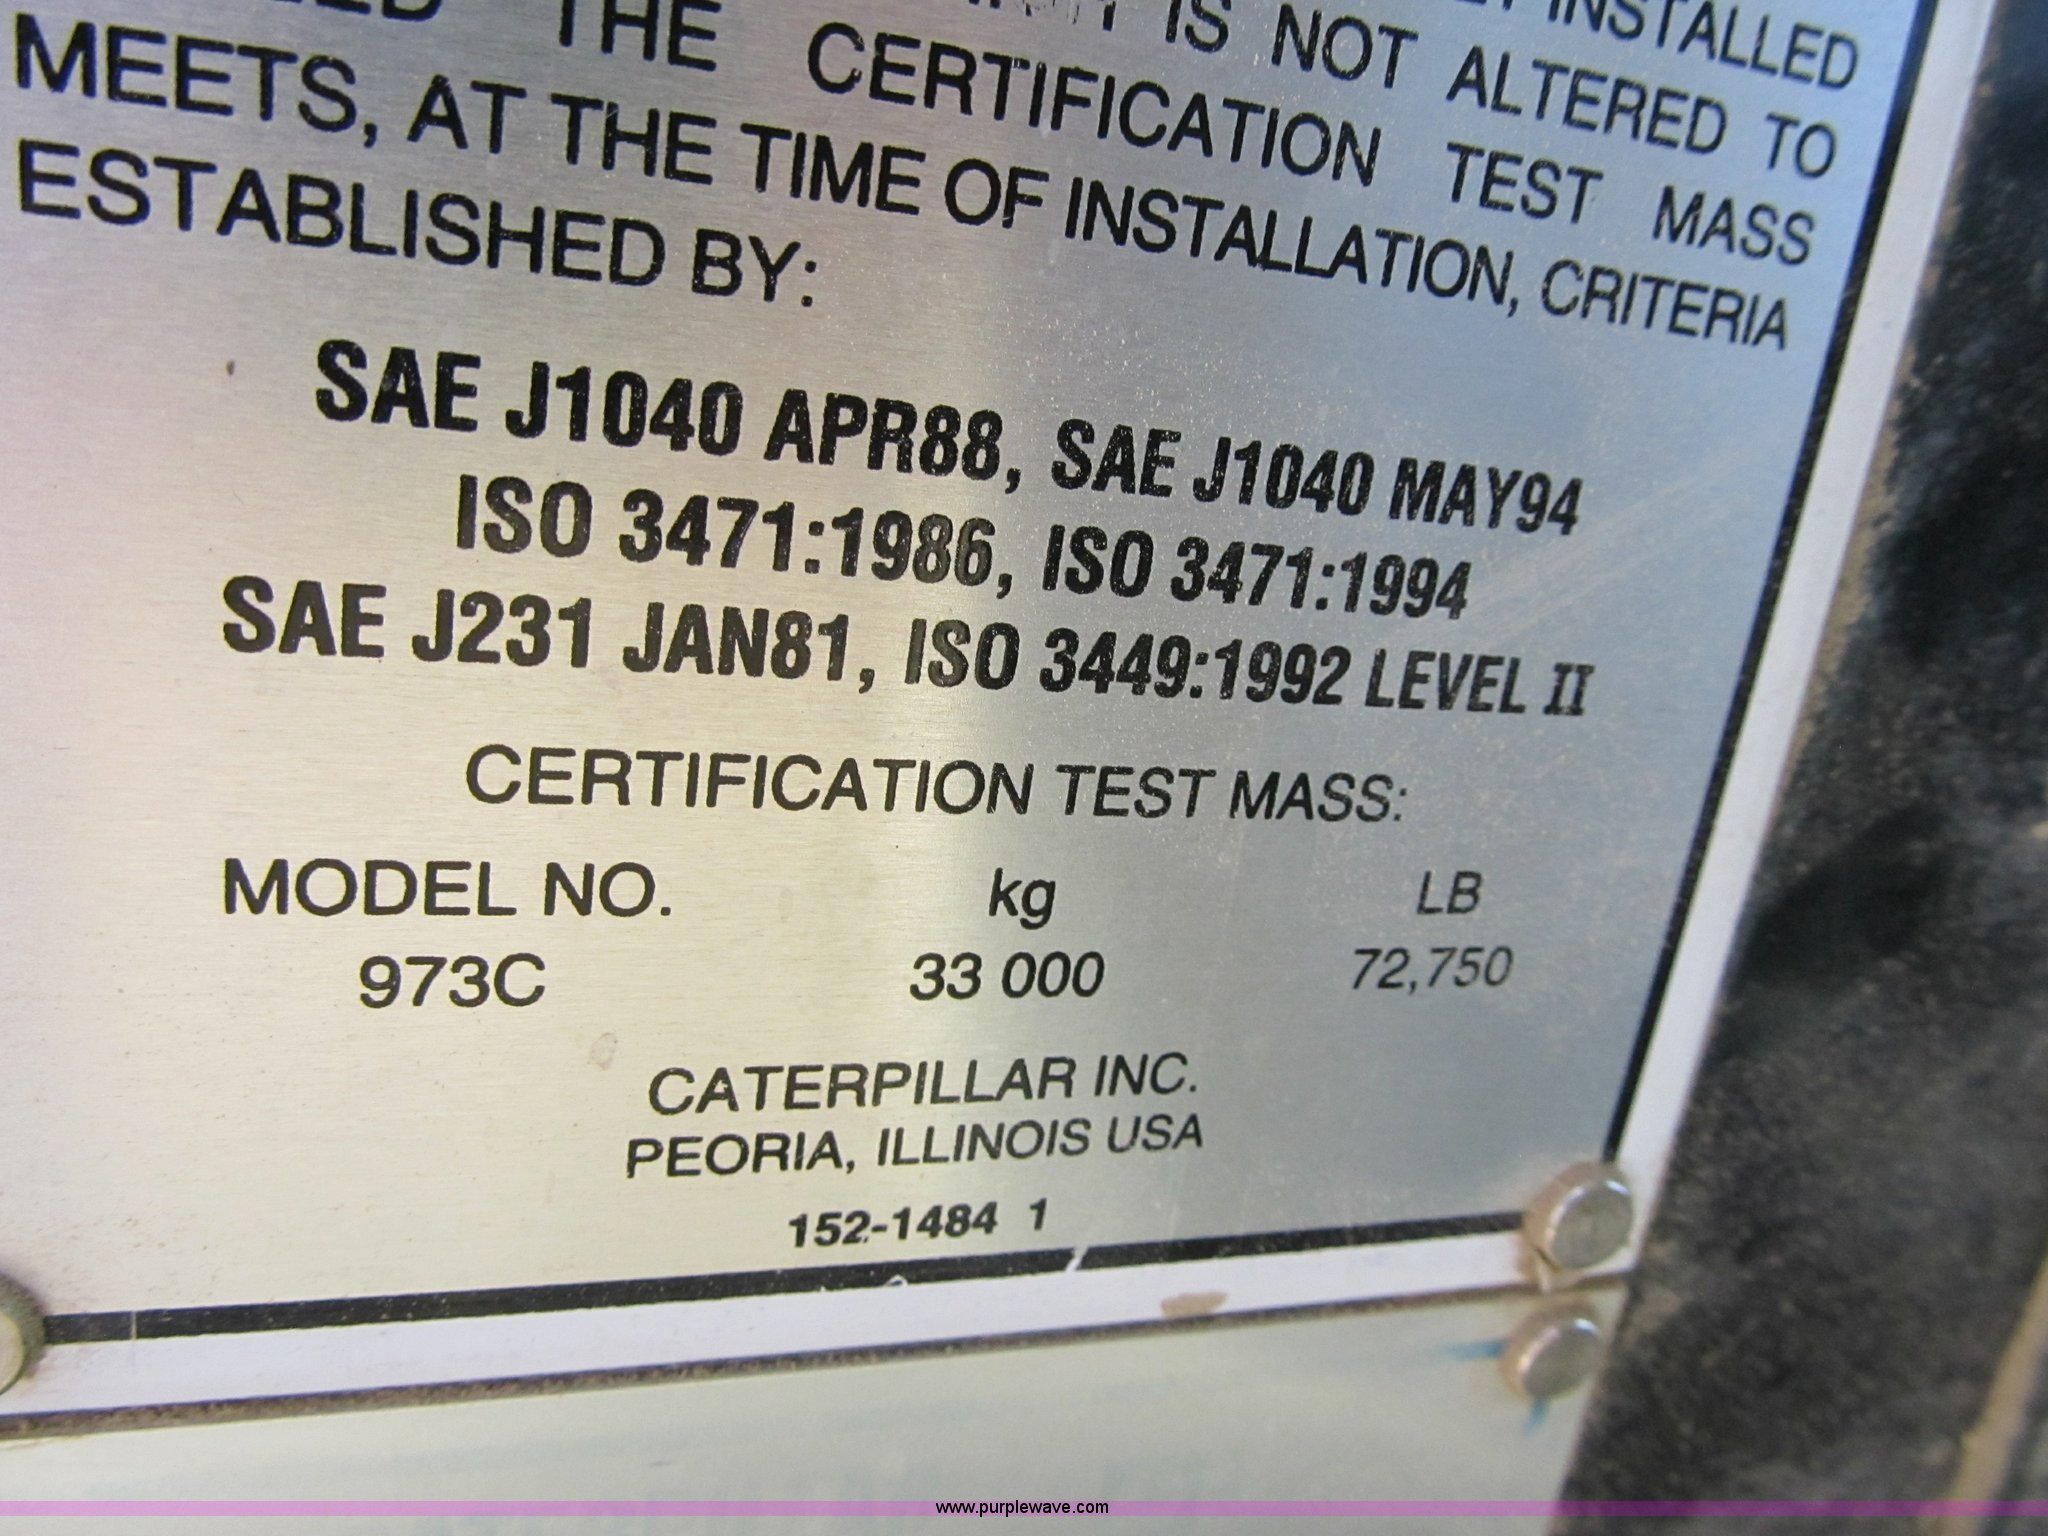 INSTALLED
THE IS NOT ALTERED TO
MEETS, THE CERTIFICATION TEST MASS
AT THE TIME OF INSTALLATION, CRITERIA
ESTABLISHED BY:
SAE J1040 APR88, SAE J1040 MAY94
ISO 3471:1986, ISO 3471:1994
SAE J231 JAN81, ISO 3449:1992 LEVEL II
CERTIFICATION TEST MASS:
MODEL NO. kg LB
973C 33 000 72,750
CATERPILLAR INC.
PEORIA, ILLINOIS USA
152-1484 1
www.purplewave.com